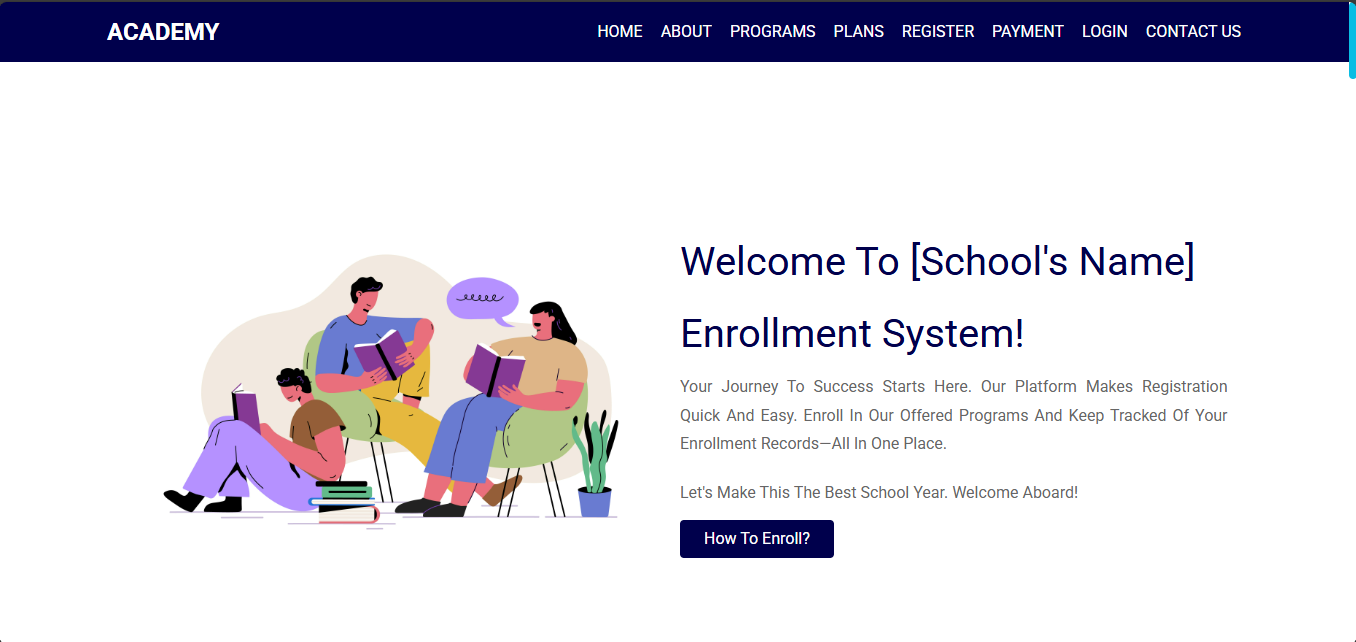 ACADEMY
HOME ABOUT PROGRAMS PLANS REGISTER PAYMENT LOGIN CONTACT US
Welcome To [School's Name]
Enrollment System!
Your Journey To Success Starts Here. Our Platform Makes Registration
Quick And Easy. Enroll In Our Offered Programs And Keep Tracked Of Your
Enrollment Records—All In One Place.
Let's Make This The Best School Year. Welcome Aboard!
How To Enroll?